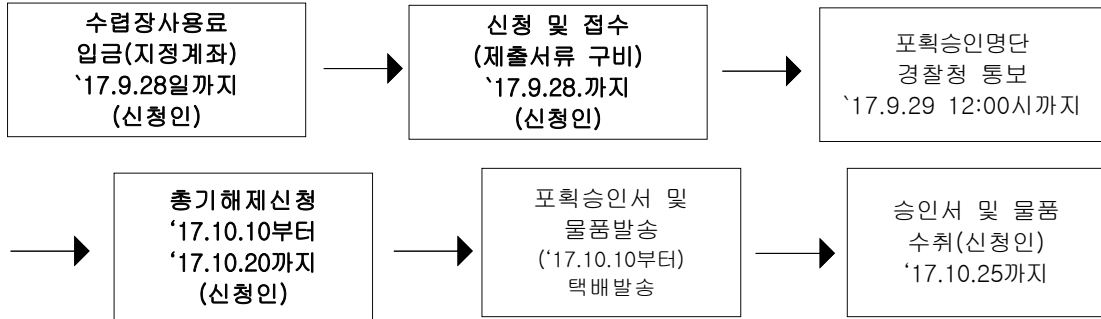 수렵장사용료
입금(지정계좌)
`17.9.28일까지
(신청인)
신청 및 접수
(제출서류 구비)
`17.9.28.까지
(신청인)
포획승인명단
경찰청 통보
`17.9.29 12:00시까지
총기해제신청
‘17.10.10부터
‘17.10.20까지
(신청인)
포획승인서 및
물품발송
(‘17.10.10부터)
택배발송
승인서 및 물품
수취(신청인)
‘17.10.25까지